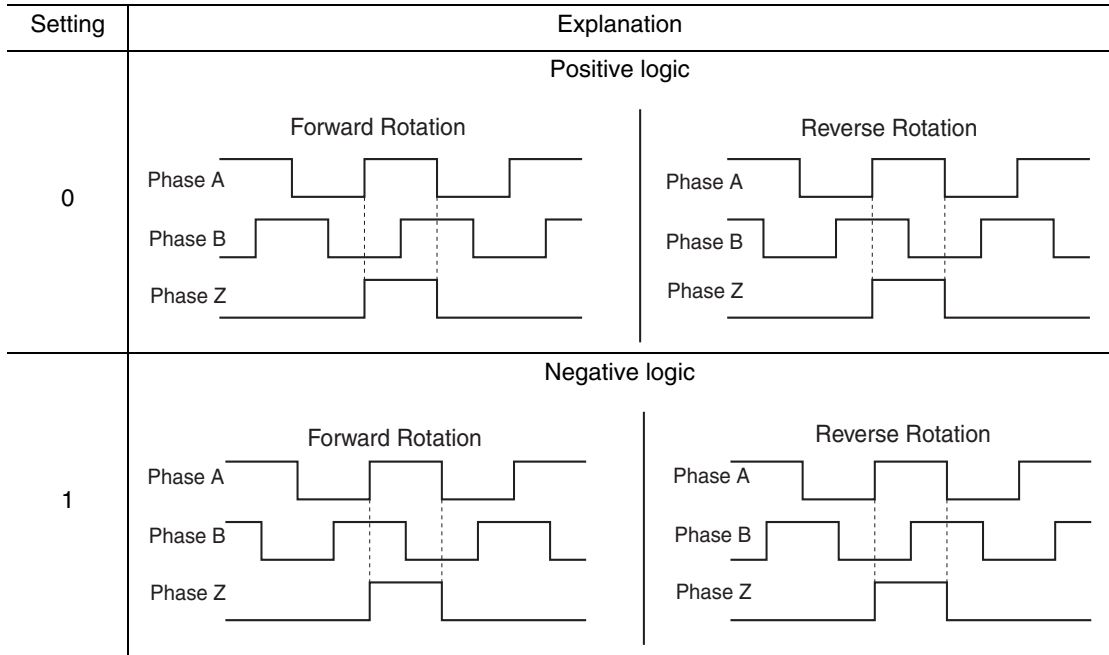 Setting Explanation
Positive logic
Forward Rotation Reverse Rotation
Phase A Phase A
0
Phase B Phase B
Phase Z Phase Z
Negative logic
Forward Rotation Reverse Rotation
Phase A Phase A
1
Phase B Phase B
Phase Z Phase Z